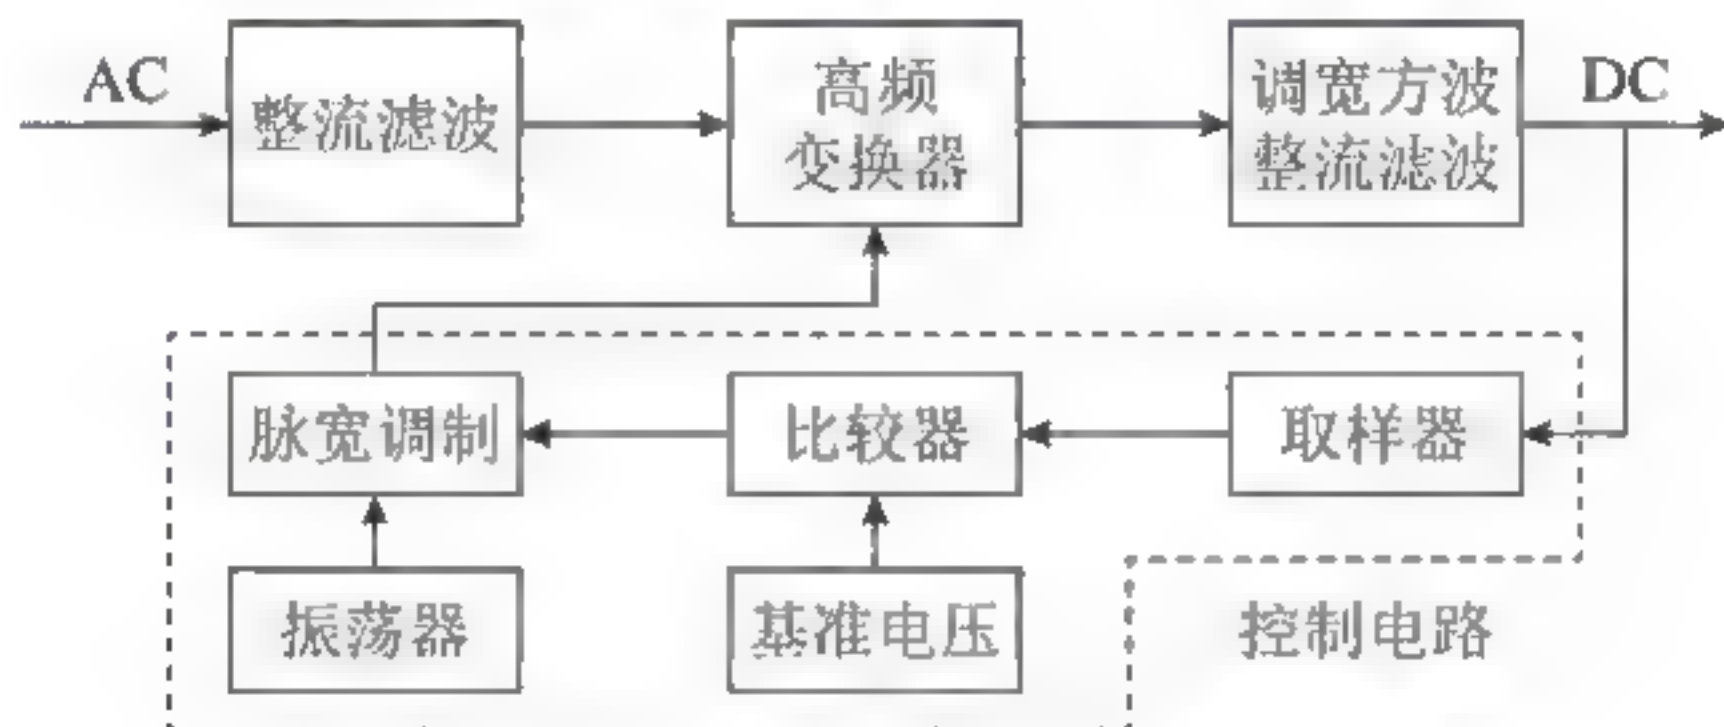 AC
整流滤波
高频
变换器
调宽方波
整流滤波
DC
脉宽调制
比较器
取样器
振荡器
基准电压
控制电路